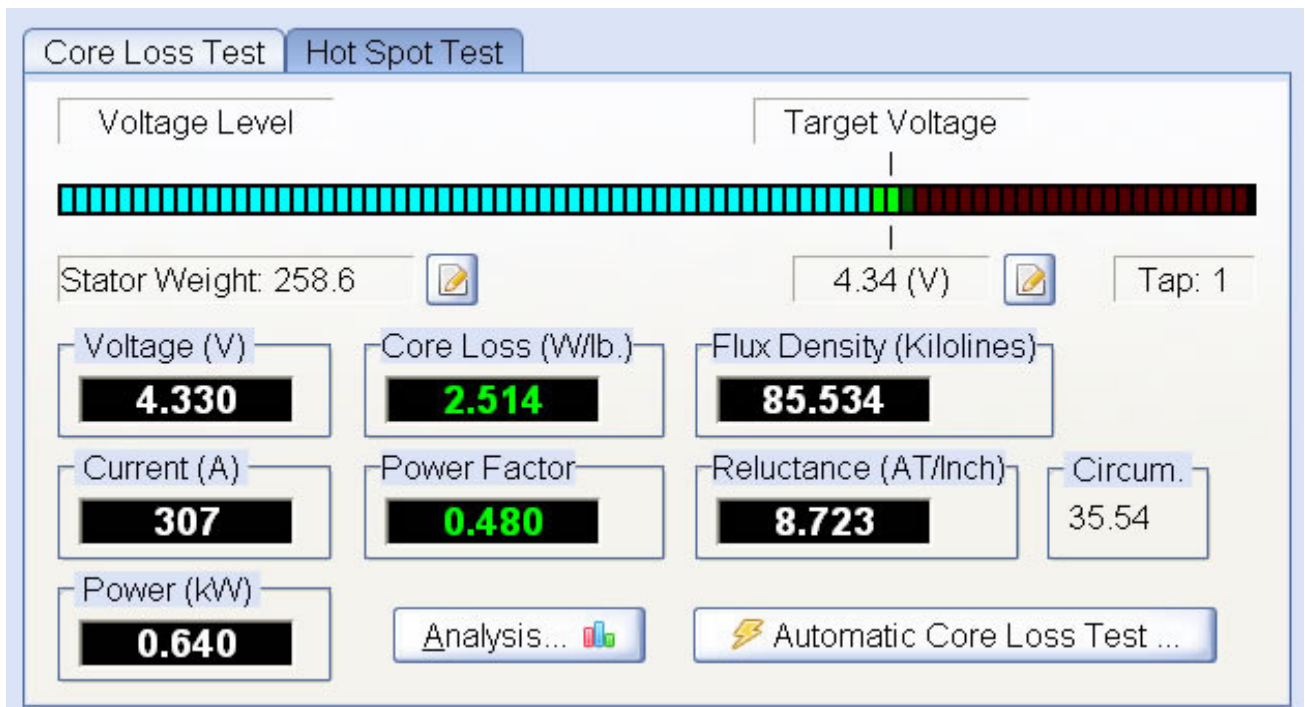 Core Loss Test Hot Spot Test
Voltage Level Target Voltage
Stator Weight: 258.6 4.34 (V) Tap: 1
Voltage (V) Core Loss (W/lb.) Flux Density (Kilolines)
4.330 2.514 85.534
Current (A) Power Factor Reluctance (AT/Inch) Circum.
307 0.480 8.723 35.54
Power (kW)
0.640 Analysis... Automatic Core Loss Test ...